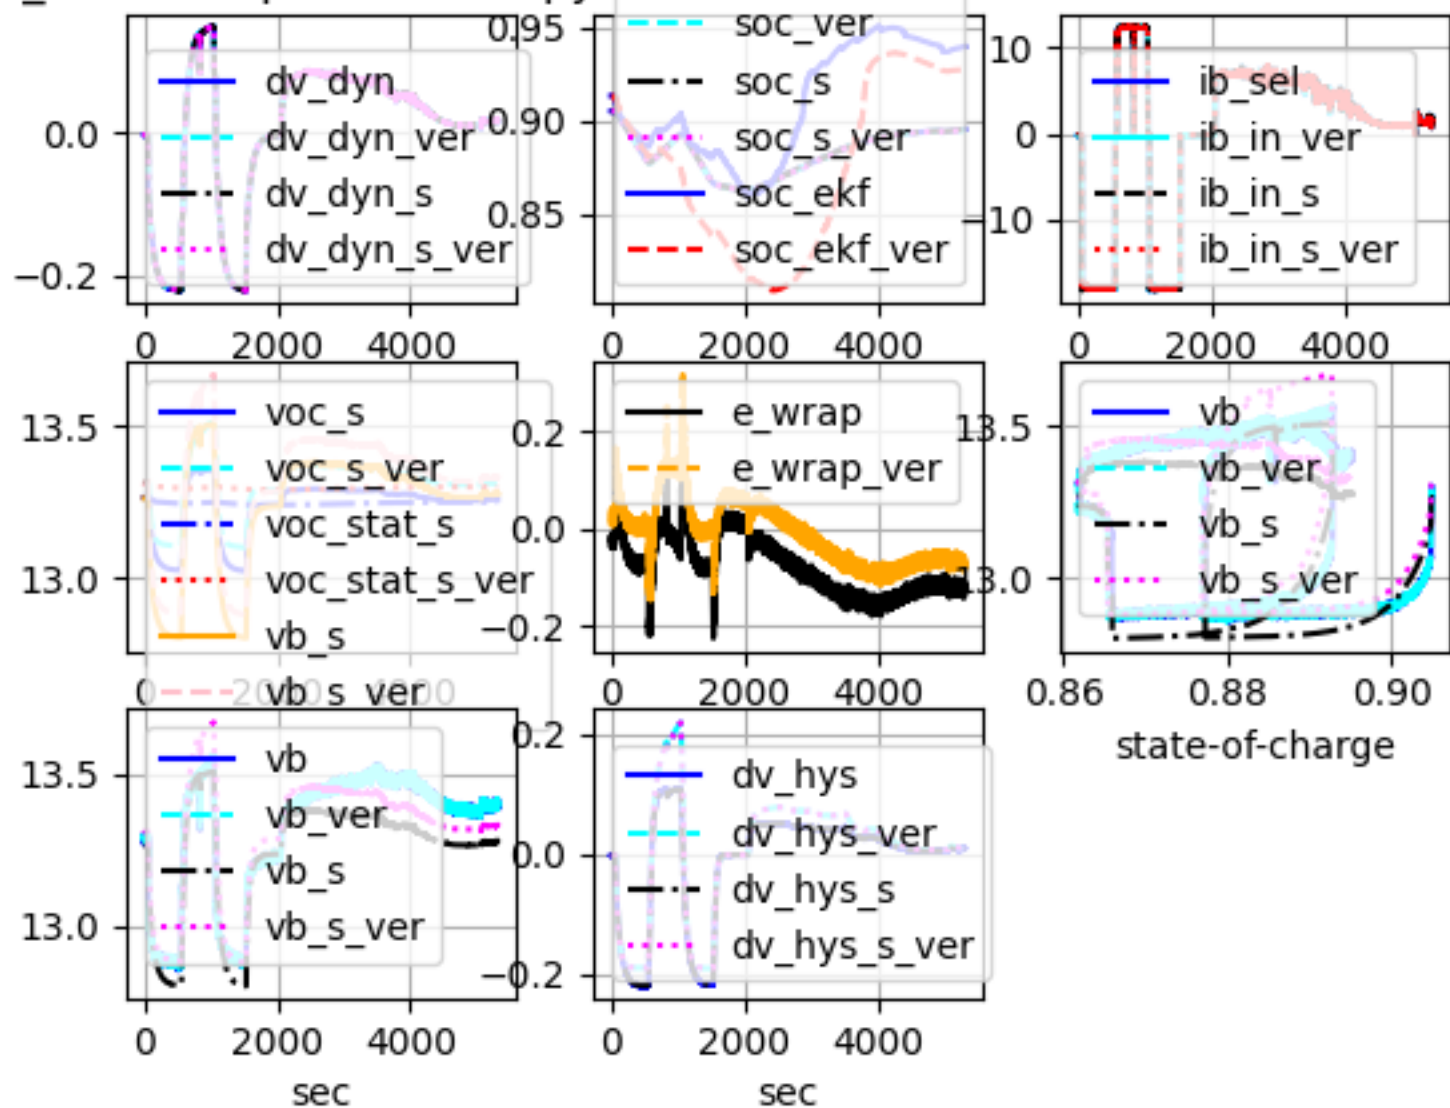 0.0
−0.2
0 2000 4000
dv_dyn
dv_dyn_ver
dv_dyn_s
dv_dyn_s_ver
0.95
0.90
0.85
0 2000 4000
soc_ver
soc_s
soc_s_ver
soc_ekf
soc_ekf_ver
10
0
−10
0 2000 4000
ib_sel
ib_in_ver
ib_in_s
ib_in_s_ver
13.5
13.0
0 2000 4000
voc_s
voc_s_ver
voc_stat_s
voc_stat_s_ver
vb_s
vb_s_ver
0.2
0.0
−0.2
0 2000 4000
e_wrap
e_wrap_ver
13.5
13.0
0.86 0.88 0.90
state-of-charge
vb
vb_ver
vb_s
vb_s_ver
13.5
13.0
0 2000 4000
sec
vb
vb_ver
vb_s
vb_s_ver
0.2
0.0
−0.2
0 2000 4000
sec
dv_hys
dv_hys_ver
dv_hys_s
dv_hys_s_ver